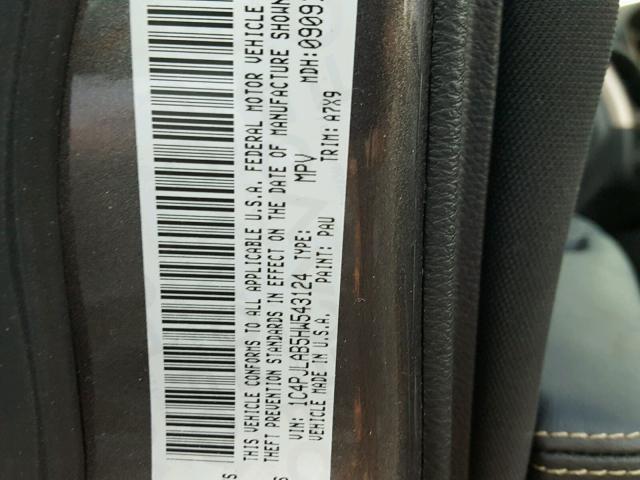 THIS VEHICLE CONFORMS TO ALL APPLICABLE U.S.A. FEDERAL MOTOR VEHICLE
THEFT PREVENTION STANDARDS IN EFFECT ON THE DATE OF MANUFACTURE SHOWN
VIN: 1C4PJLAB5HW543124 TYPE: MPV MDH:0909
VEHICLE MADE IN U.S.A. PAINT: PAU TRIM: A7X9